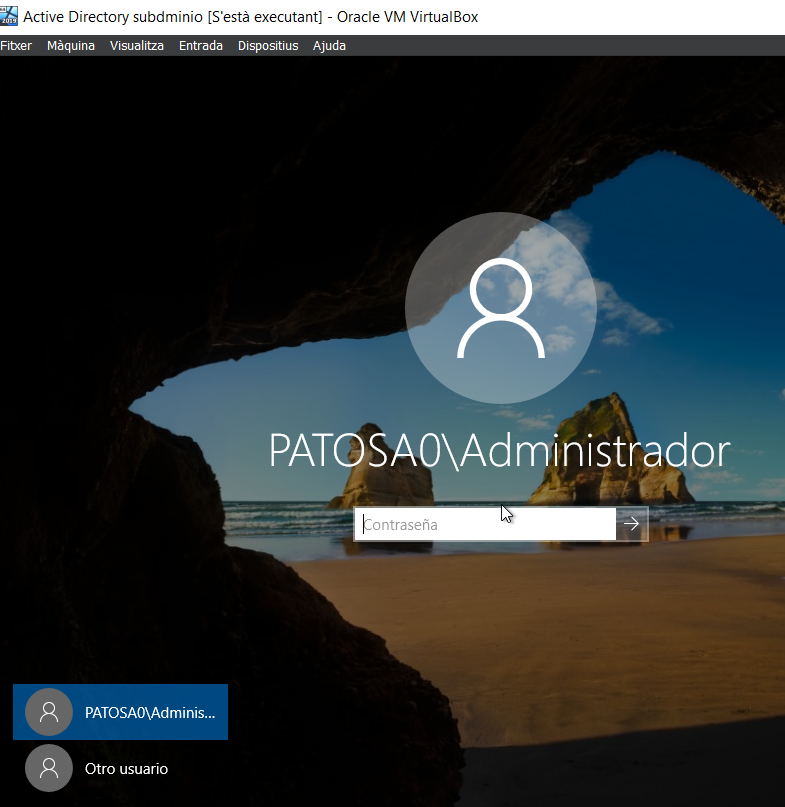 2019
Active Directory subdminio [S'està executant] - Oracle VM VirtualBox
Fitxer Màquina Visualitza Entrada Dispositius Ajuda
PATOSA0\Administrador
Contraseña
PATOSA0\Adminis...
Otro usuario